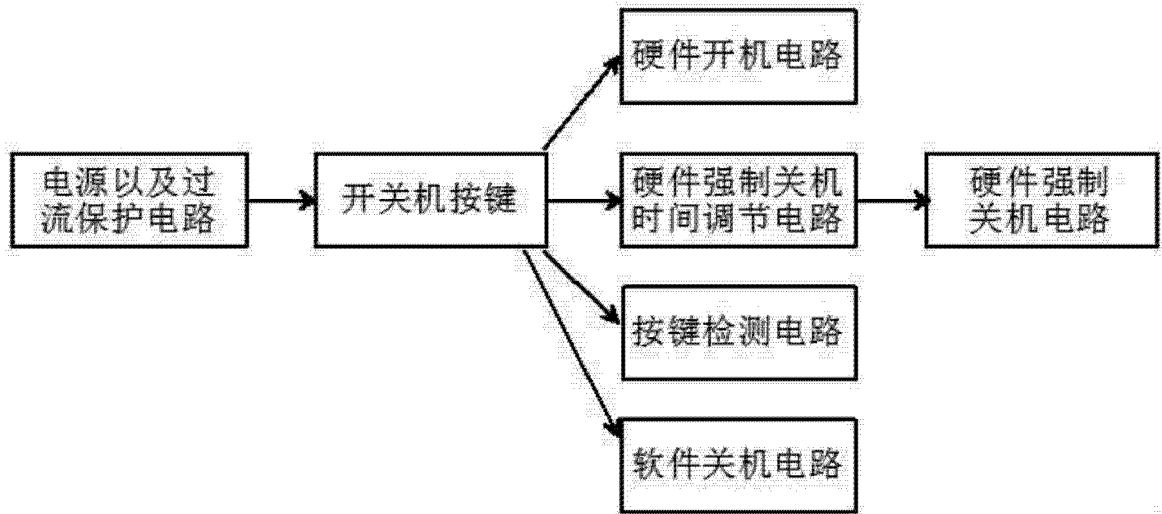 硬件开机电路
电源以及过
流保护电路
开关机按键
硬件强制关机
时间调节电路
硬件强制
关机电路
按键检测电路
软件关机电路